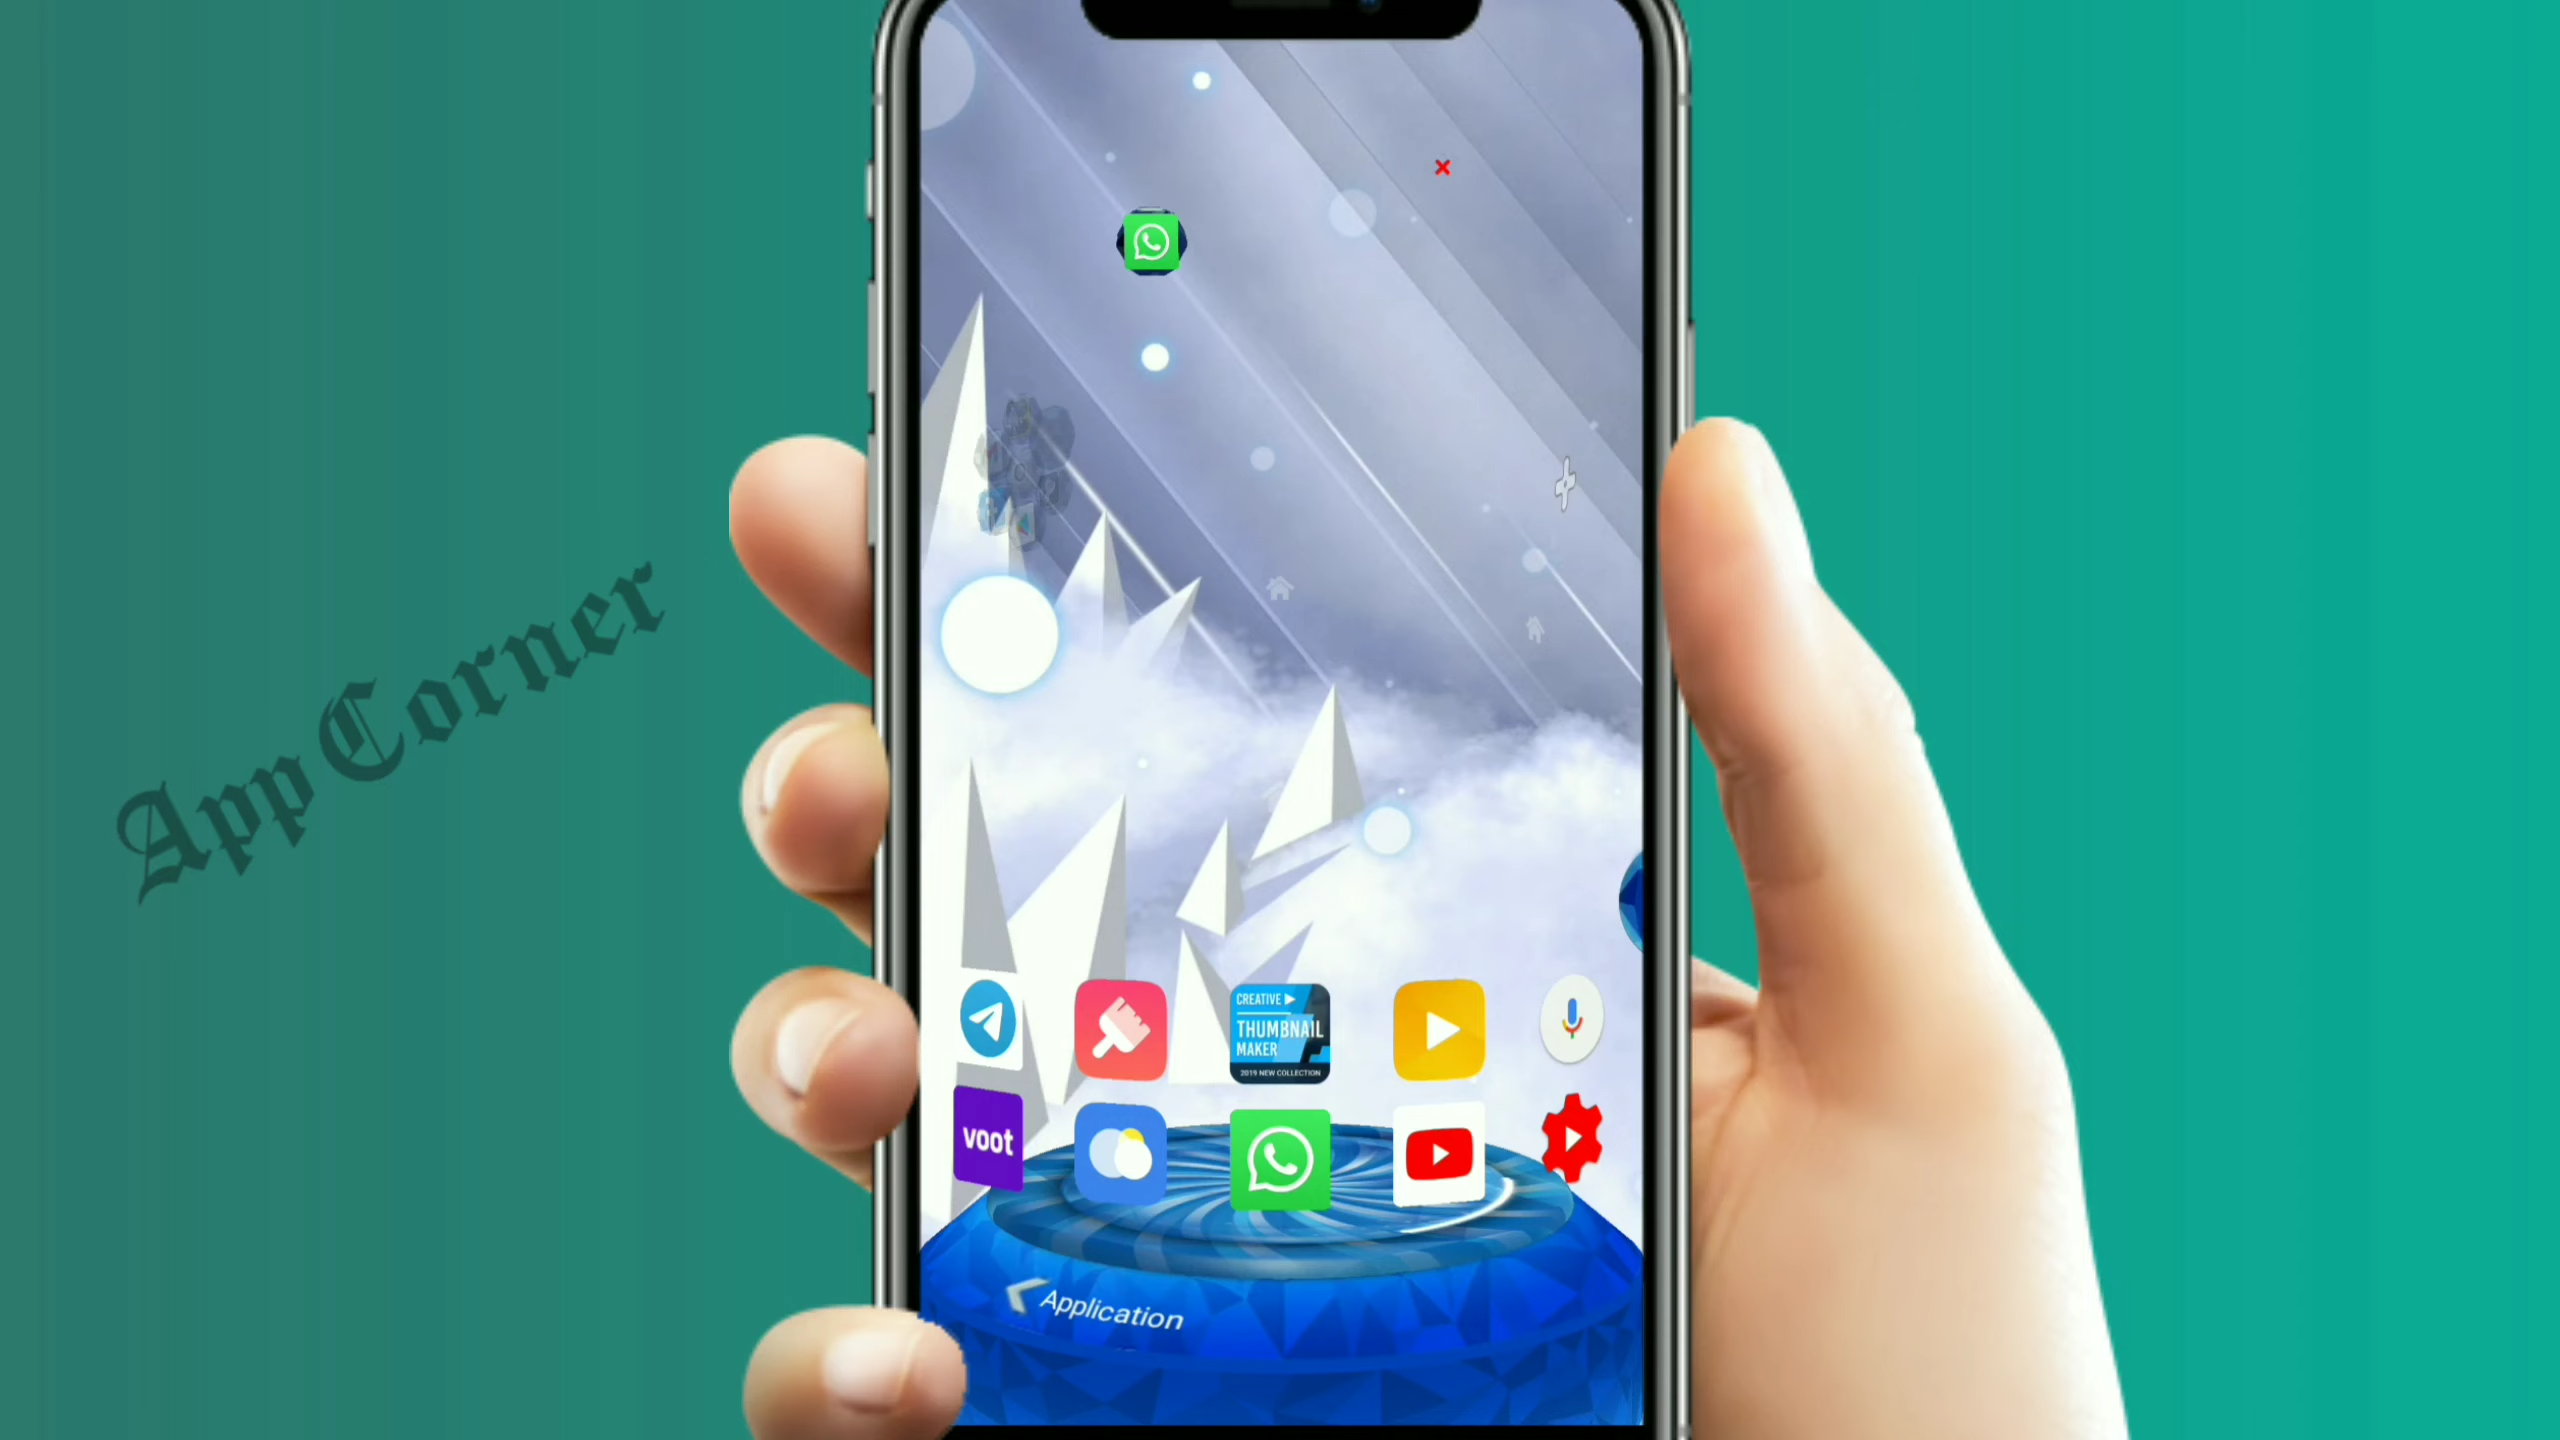 App Corner
CREATIVE
THUMBNAIL
MAKER
2019 NEW COLLECTION
voot
Application